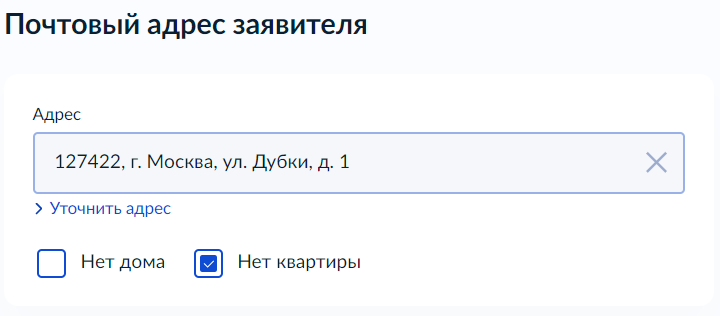 Почтовый адрес заявителя
Адрес
127422, г. Москва, ул. Дубки, д. 1
Уточнить адрес
Нет дома Нет квартиры